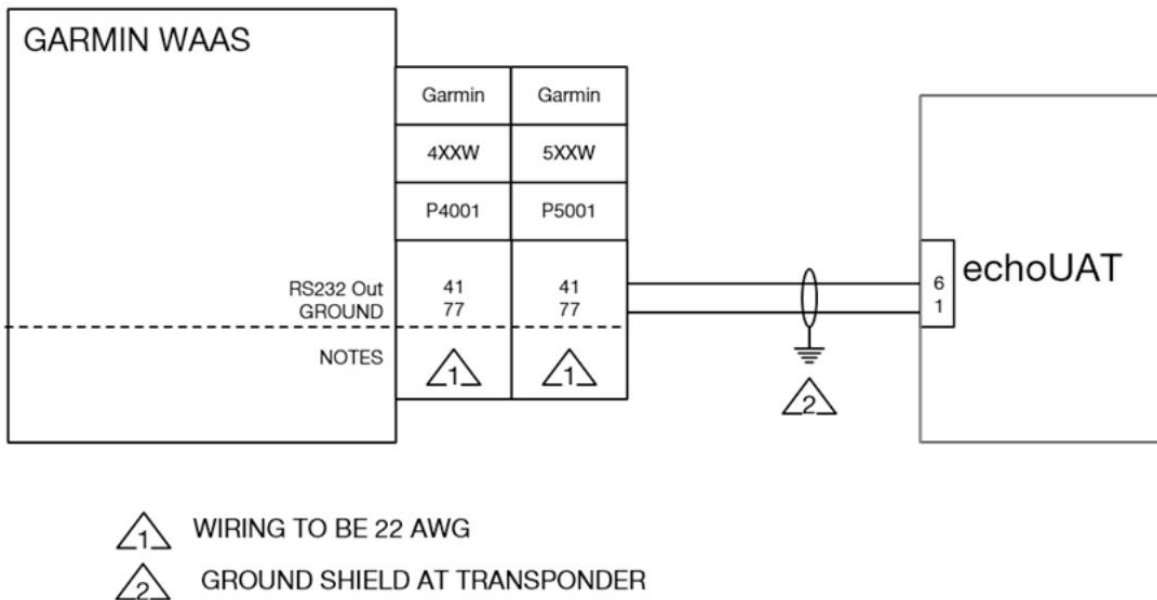 GARMIN WAAS
Garmin Garmin
4XXW 5XXW
P4001 P5001
RS232 Out 41 41
GROUND 77 77
NOTES 1 1
2
6
1
echoUAT
1 WIRING TO BE 22 AWG
2 GROUND SHIELD AT TRANSPONDER